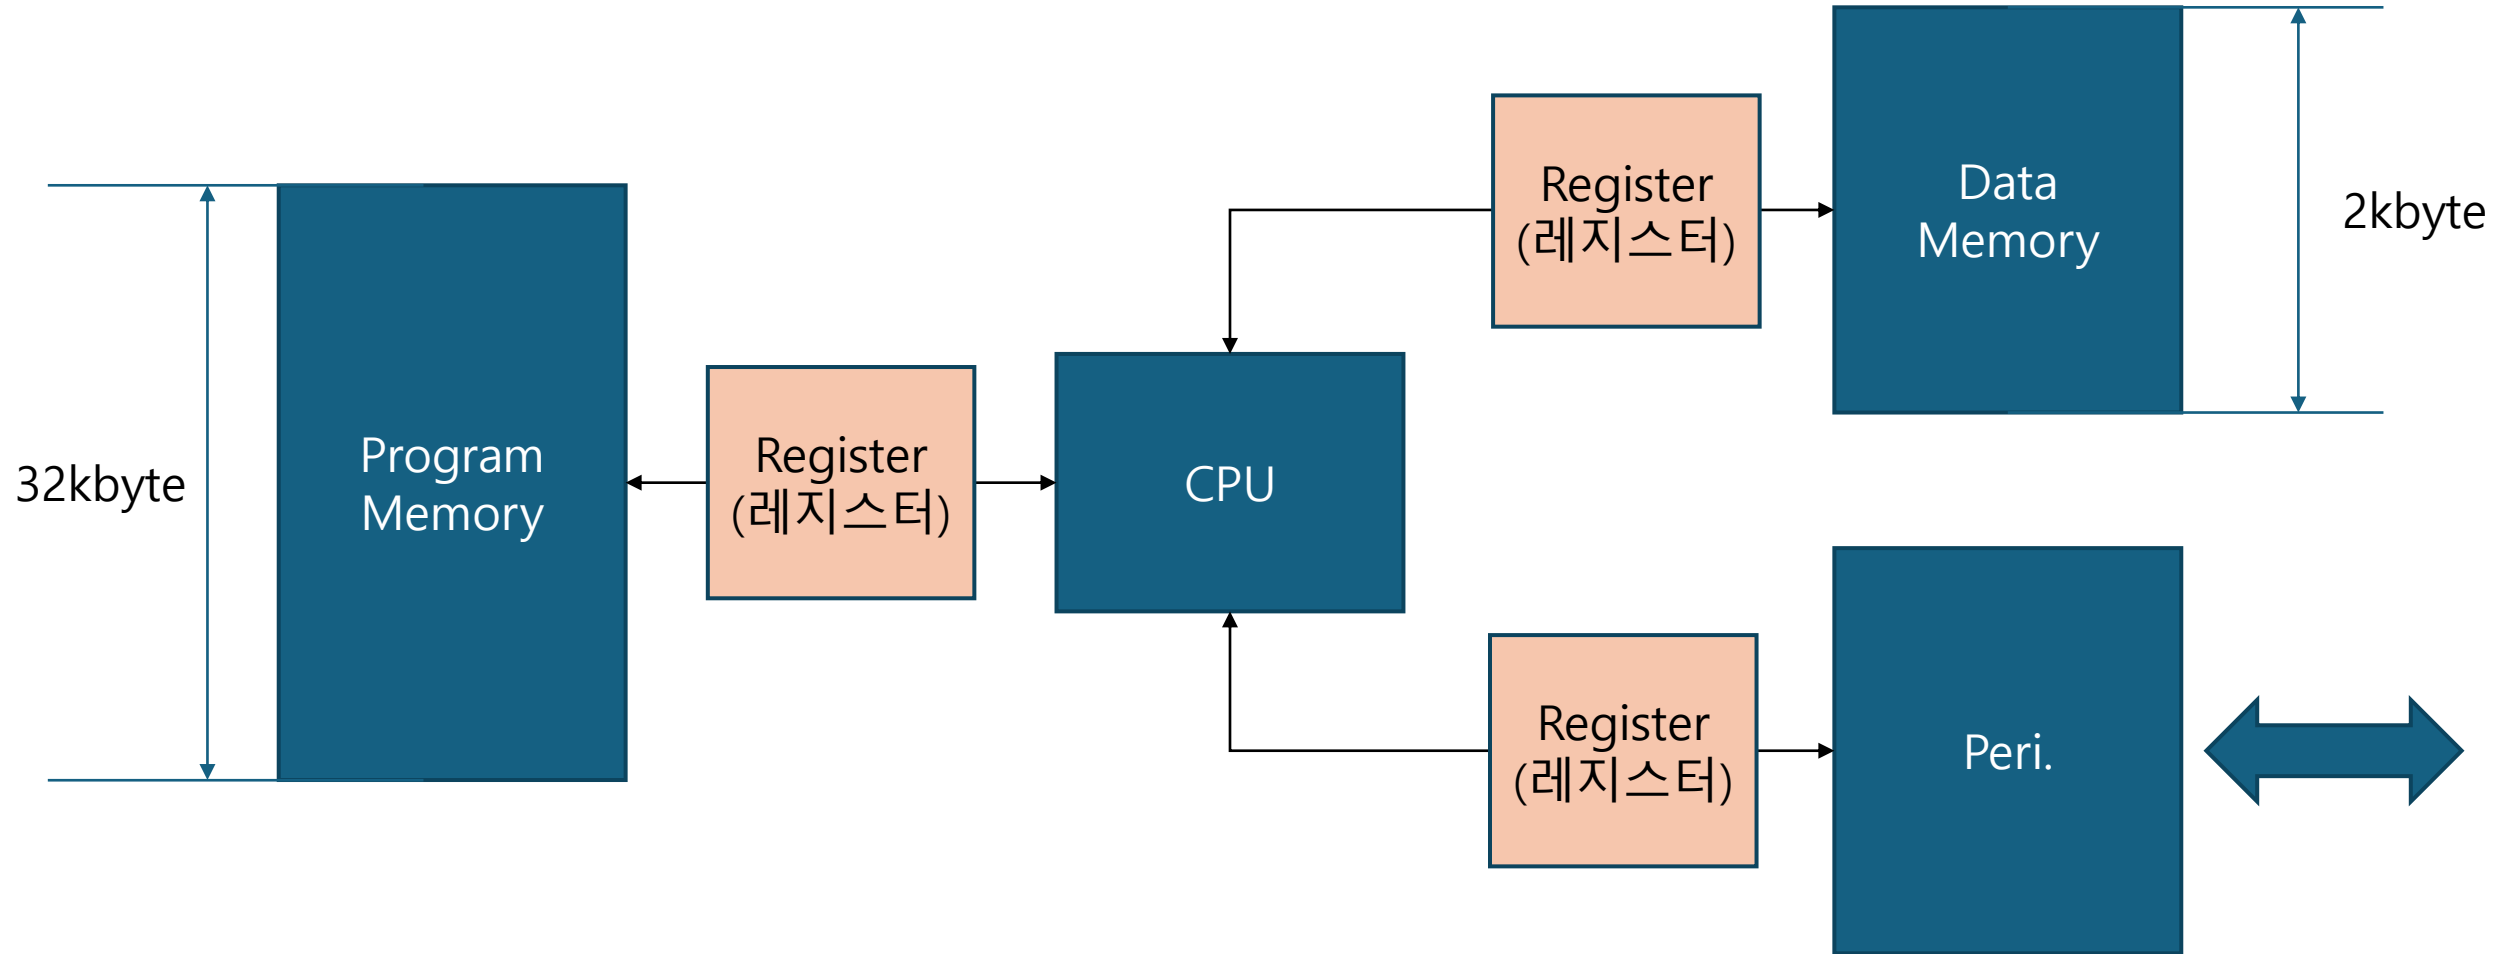 32kbyte
Program
Memory
Register
(레지스터)
CPU
Register
(레지스터)
Data
Memory
2kbyte
Register
(레지스터)
Peri.